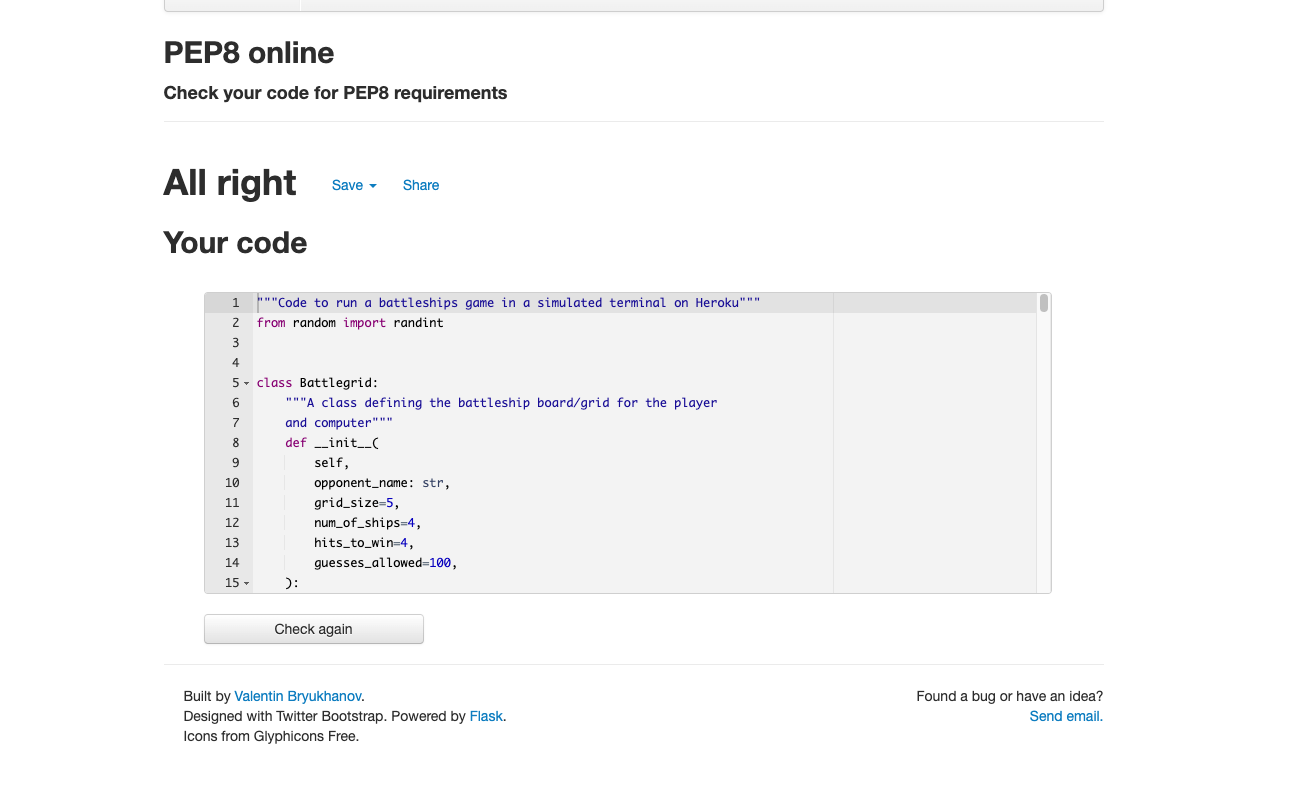 PEP8 online
Check your code for PEP8 requirements
All right Save Share
Your code
1 """Code to run a battleships game in a simulated terminal on Heroku"""
2 from random import randint
3
4
5 class Battlegrid:
6     """A class defining the battleship board/grid for the player
7     and computer"""
8     def __init__(
9         self,
10         opponent_name: str,
11         grid_size=5,
12         num_of_ships=4,
13         hits_to_win=4,
14         guesses_allowed=100,
15     ):
Check again
Built by Valentin Bryukhanov.
Designed with Twitter Bootstrap. Powered by Flask.
Icons from Glyphicons Free.
Found a bug or have an idea?
Send email.